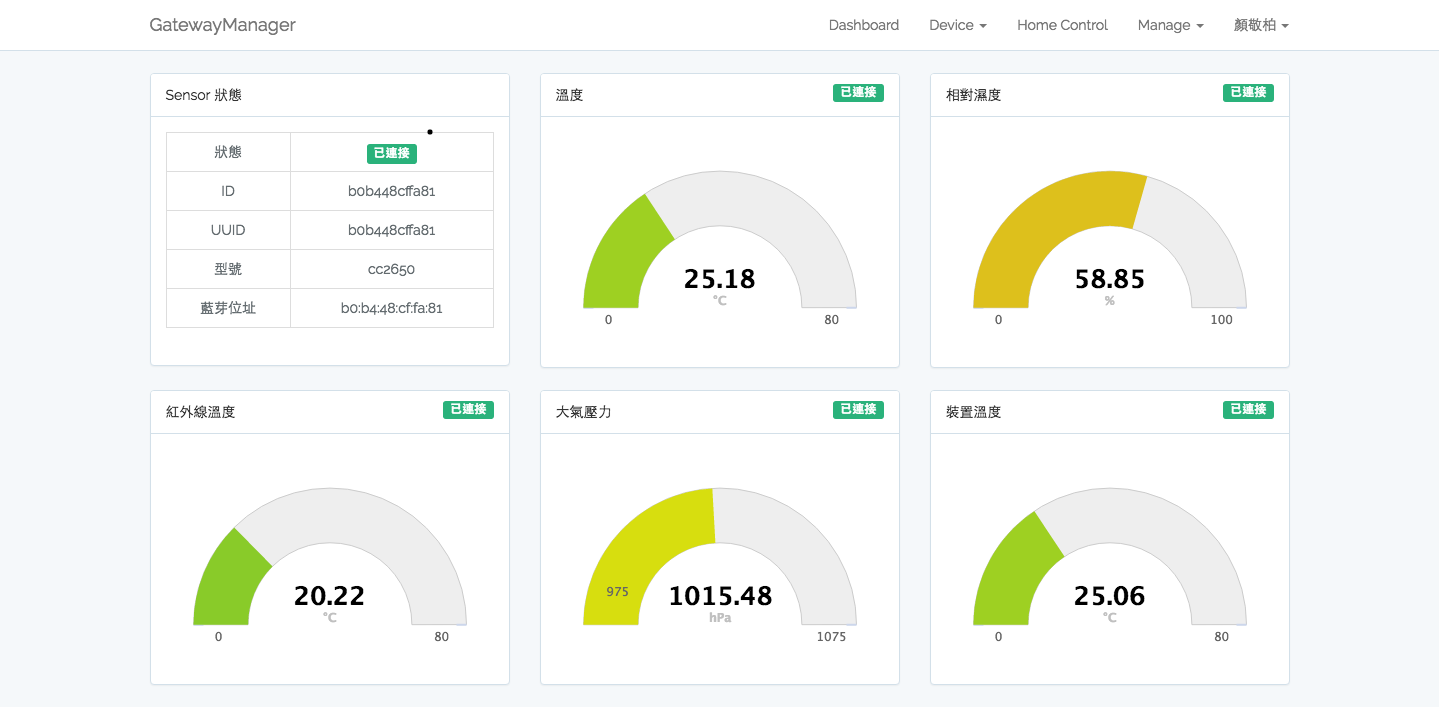 GatewayManager Dashboard Device Home Control Manage 顏敬柏
Sensor 狀態
狀態 已連接
ID b0b448cffa81
UUID b0b448cffa81
型號 cc2650
藍芽位址 b0:b4:48:cf:fa:81
溫度 已連接
25.18
°C
0 80
相對濕度 已連接
58.85
%
0 100
紅外線溫度 已連接
20.22
°C
0 80
大氣壓力 已連接
975
1015.48
hPa
1075
裝置溫度 已連接
25.06
°C
0 80